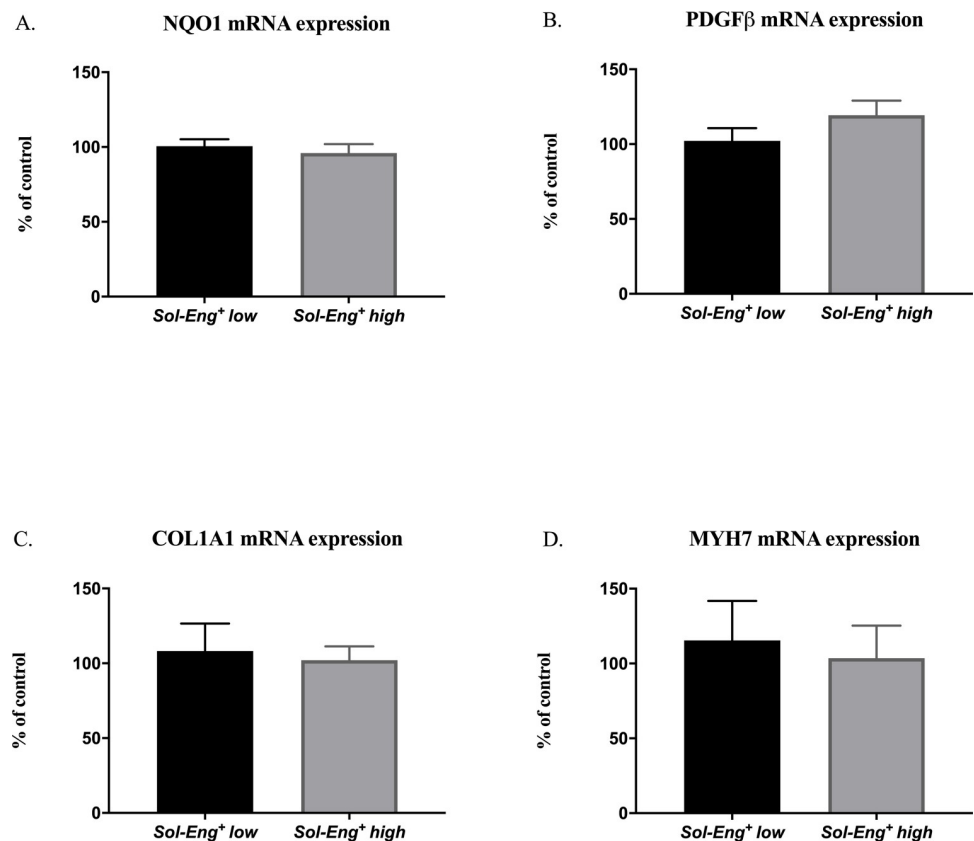 A.
NQO1 mRNA expression
% of control
150
100
50
0
Sol-Eng⁺ low
Sol-Eng⁺ high
B.
PDGFβ mRNA expression
% of control
150
100
50
0
Sol-Eng⁺ low
Sol-Eng⁺ high
C.
COL1A1 mRNA expression
% of control
150
100
50
0
Sol-Eng⁺ low
Sol-Eng⁺ high
D.
MYH7 mRNA expression
% of control
150
100
50
0
Sol-Eng⁺ low
Sol-Eng⁺ high